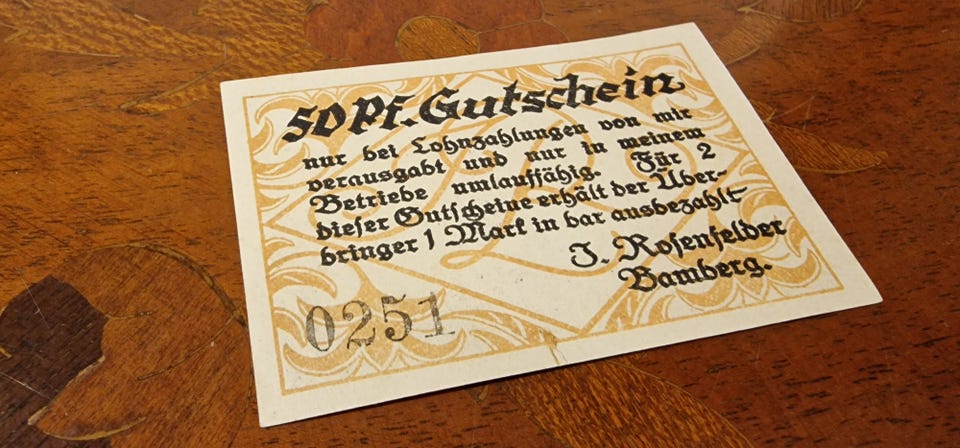 50 Pf. Gutschein
nur bei Lohnzahlungen von mir
verausgabt und nur in meinem
Betriebe umlauffähig. Für 2
dieser Gutscheine erhält der Über-
bringer 1 Mark in bar ausbezahlt
J. Rosenfelder
Bamberg.
0251